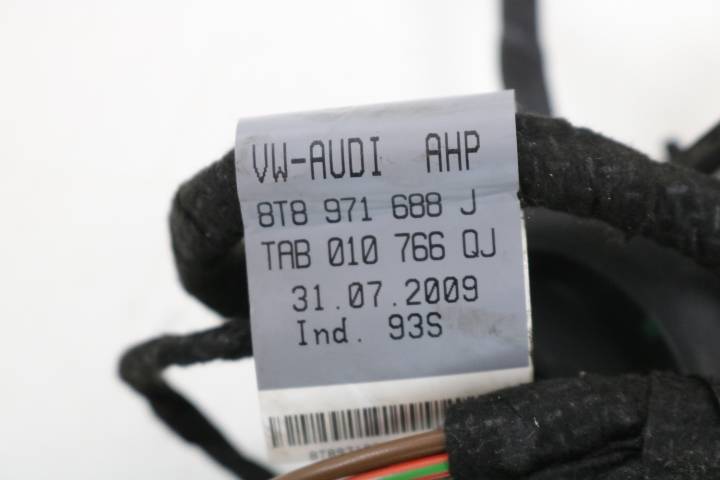 VW-AUDI AHP
8T8 971 688 J
TAB 010 766 QJ
31.07.2009
Ind. 93S